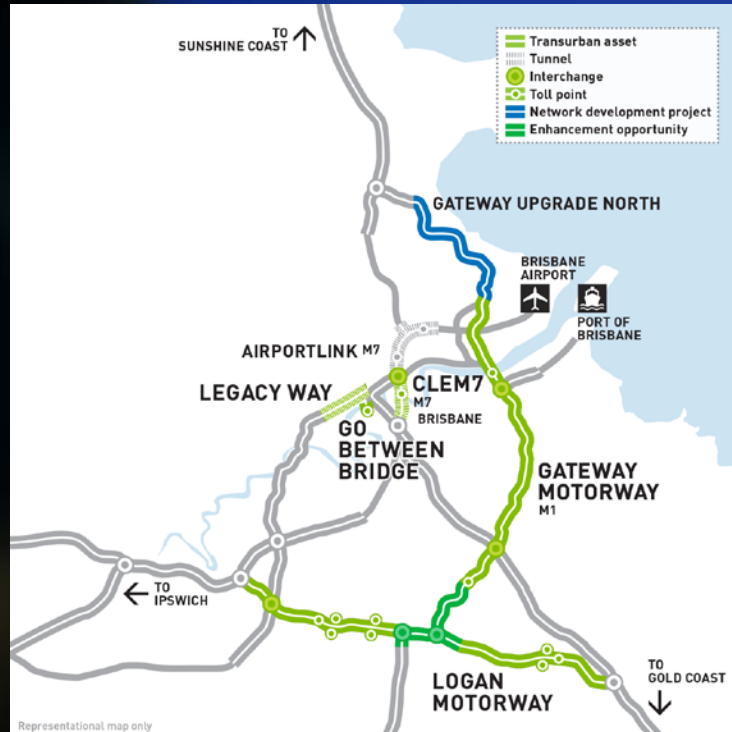 TO
SUNSHINE COAST
Transurban asset
Tunnel
Interchange
Toll point
Network development project
Enhancement opportunity
GATEWAY UPGRADE NORTH
BRISBANE
AIRPORT
PORT OF
BRISBANE
AIRPORTLINK M7
LEGACY WAY
CLEM7
M7
BRISBANE
GO
BETWEEN
BRIDGE
GATEWAY
MOTORWAY
M1
TO
IPSWICH
LOGAN
MOTORWAY
TO
GOLD COAST
Representational map only